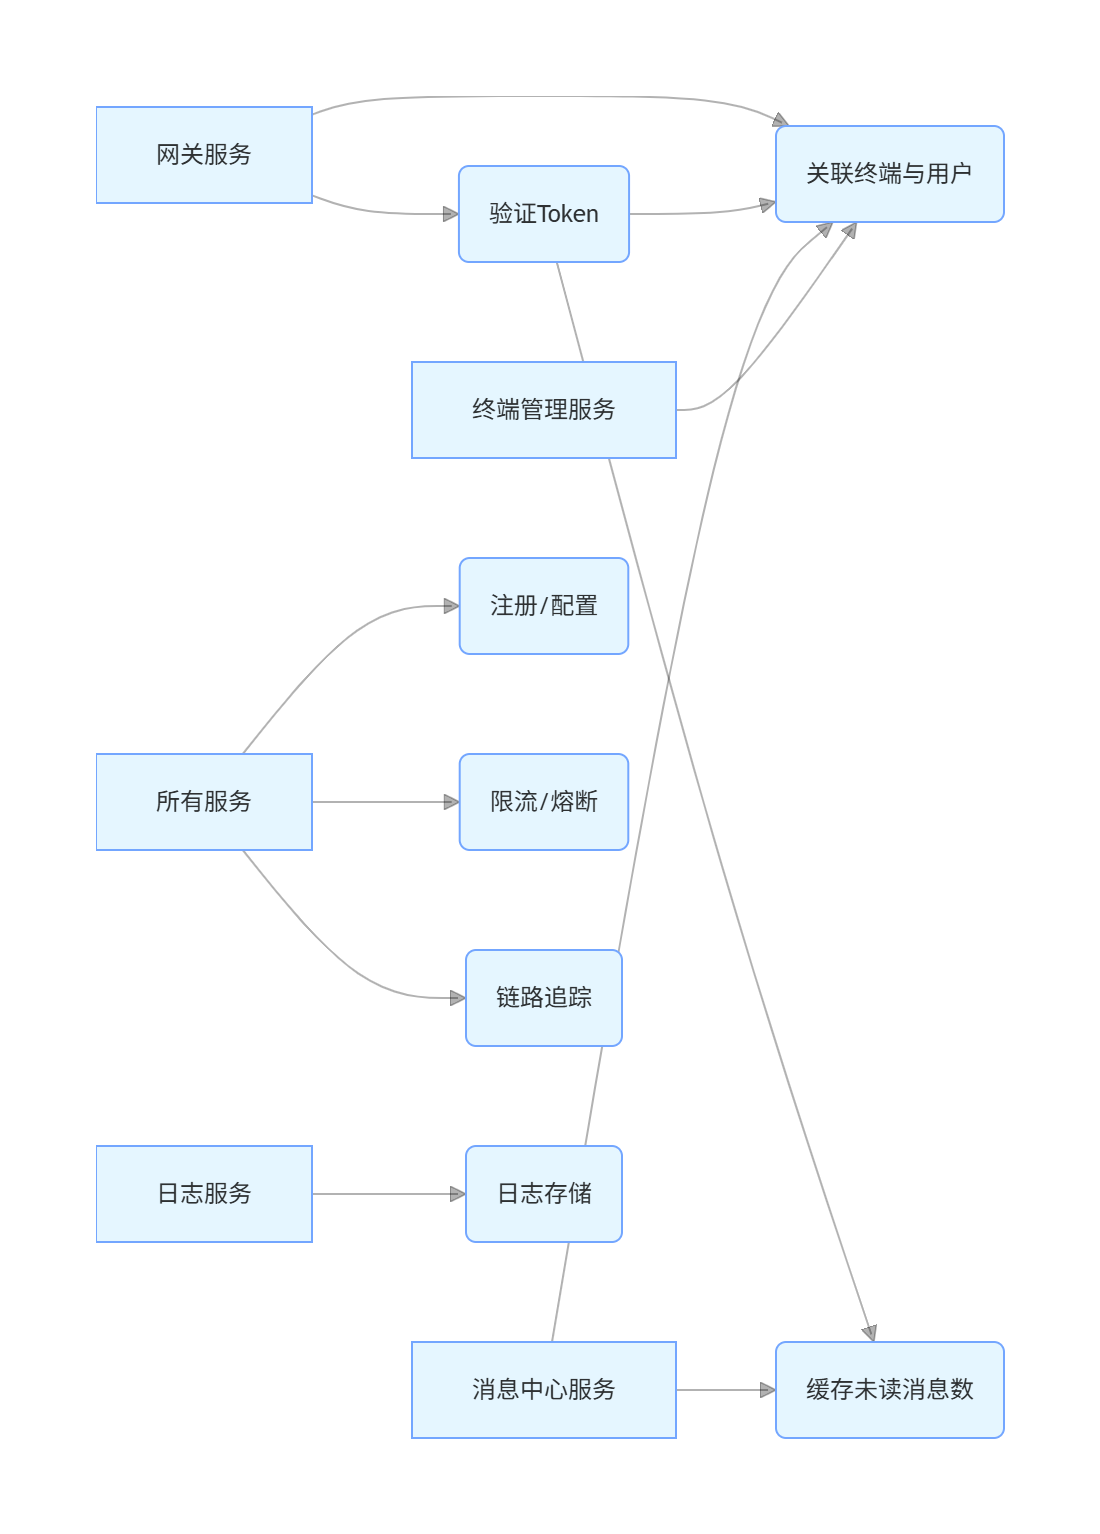 网关服务
关联终端与用户
验证Token
终端管理服务
注册/配置
所有服务
限流/熔断
链路追踪
日志服务
日志存储
消息中心服务
缓存未读消息数